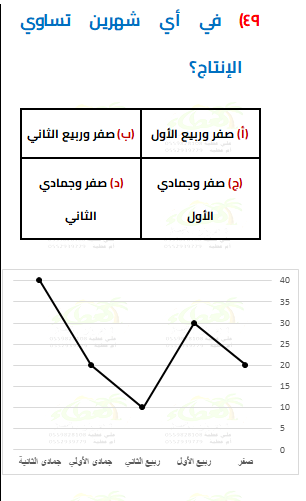 ٤٩) في أي شهرين تساوي
الإنتاج؟
(أ) صفر وربيع الأول
(ب) صفر وربيع الثاني
(ج) صفر وجمادي
الأول
(د) صفر وجمادي
الثاني
40
35
30
25
20
15
10
5
0
صفر
ربيع الأول
ربيع الثاني
جمادى الأولي
جمادى الثانية